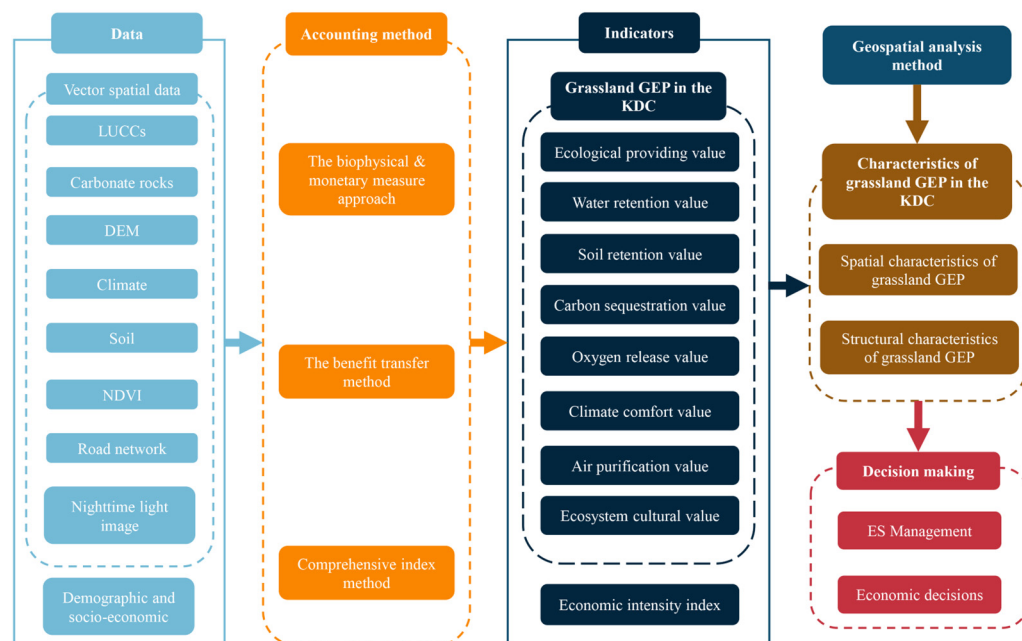 Data
Vector spatial data
LUCCs
Carbonate rocks
DEM
Climate
Soil
NDVI
Road network
Nighttime light
image
Demographic and
socio-economic
Accounting method
The biophysical &
monetary measure
approach
The benefit transfer
method
Comprehensive index
method
Indicators
Grassland GEP in the
KDC
Ecological providing value
Water retention value
Soil retention value
Carbon sequestration value
Oxygen release value
Climate comfort value
Air purification value
Ecosystem cultural value
Economic intensity index
Geospatial analysis
method
Characteristics of
grassland GEP in the
KDC
Spatial characteristics of
grassland GEP
Structural characteristics
of grassland GEP
Decision making
ES Management
Economic decisions